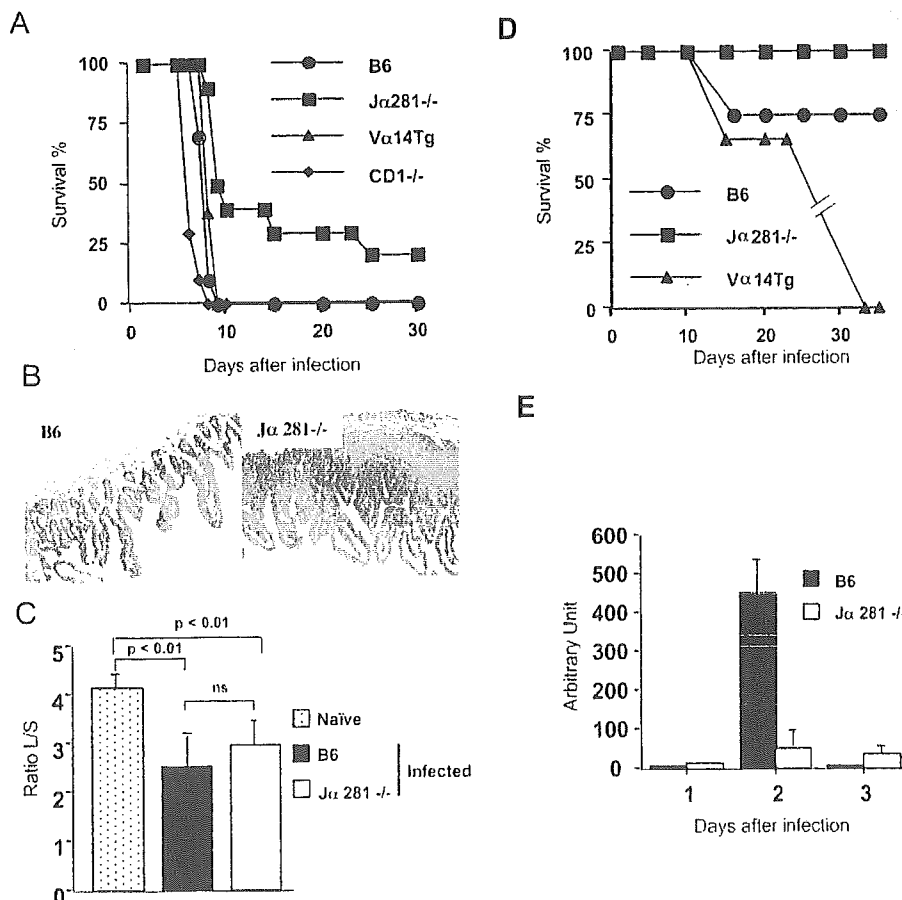 A
100
75
50
25
0
Survival %
0
10
20
30
Days after infection
B6
Jα281-/-
Vα14Tg
CD1-/-
B
B6
Jα 281-/-
C
p < 0.01
p < 0.01
ns
5
4
3
2
1
0
Ratio L/S
Naïve
B6
Jα 281 -/-
Infected
D
100
75
50
25
0
Survival %
B6
Jα281-/-
Vα14Tg
0
10
20
30
Days after infection
E
600
500
400
300
200
100
0
Arbitrary Unit
B6
Jα 281 -/
1
2
3
Days after infection